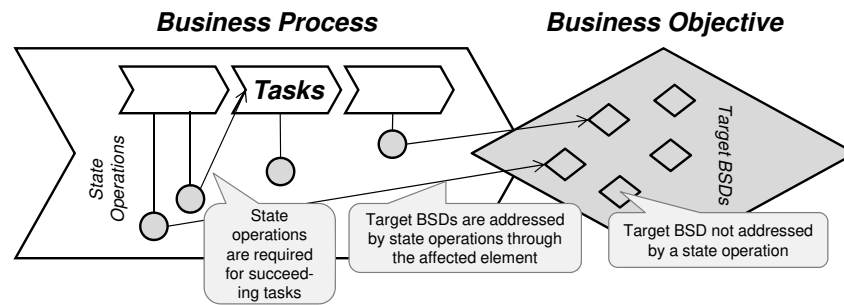 Business Process
Business Objective
Tasks
State
Operations
Target BSDs
State
operations
are required
for succeed-
ing tasks
Target BSDs are addressed
by state operations through
the affected element
Target BSD not addressed
by a state operation